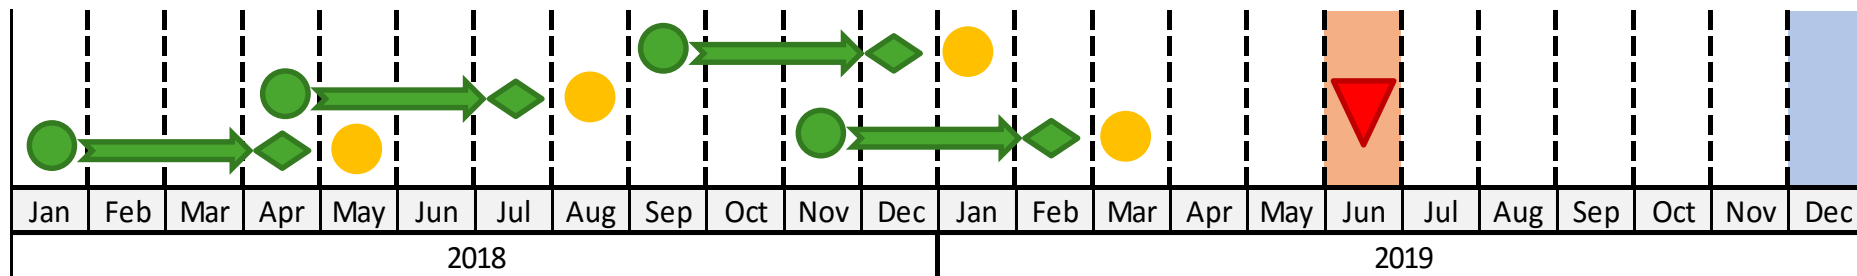 Jan Feb Mar Apr May Jun Jul Aug Sep Oct Nov Dec Jan Feb Mar Apr May Jun Jul Aug Sep Oct Nov Dec
2018 2019